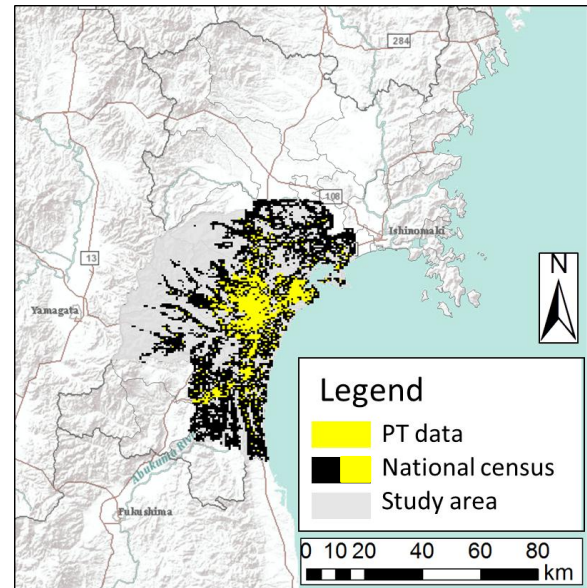 284
108
Ishinomaki
13
Yamagata
N
Legend
PT data
National census
Study area
Abukuma River
Fukushima
0 10 20 40 60 80
km